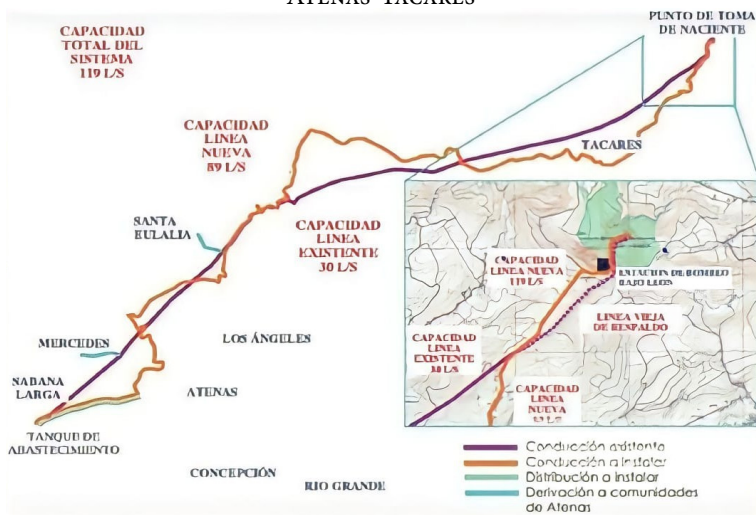 ATENAS TACARES
CAPACIDAD
TOTAL DEL
SISTEMA
119 L/S
PUNTO DE TOMA
DE NACIENTE
CAPACIDAD
LINEA
NUEVA
89 L/S
TACARES
SANTA
EULALIA
CAPACIDAD
LINEA
EXISTENTE
30 L/S
CAPACIDAD
LINEA NUEVA
119 L/S
ESTACION DE BOMBEO
LINEA VIEJA
DE RESPALDO
MERCEDES
LOS ÁNGELES
CAPACIDAD
LINEA
EXISTENTE
30 L/S
SABANA
LARGA
ATENAS
CAPACIDAD
LINEA
NUEVA
TANQUE DE
ABASTECIMIENTO
CONCEPCIÓN
RIO GRANDE
Conducción existente
Conducción a instalar
Distribución a instalar
Derivación a comunidades
de Atenas